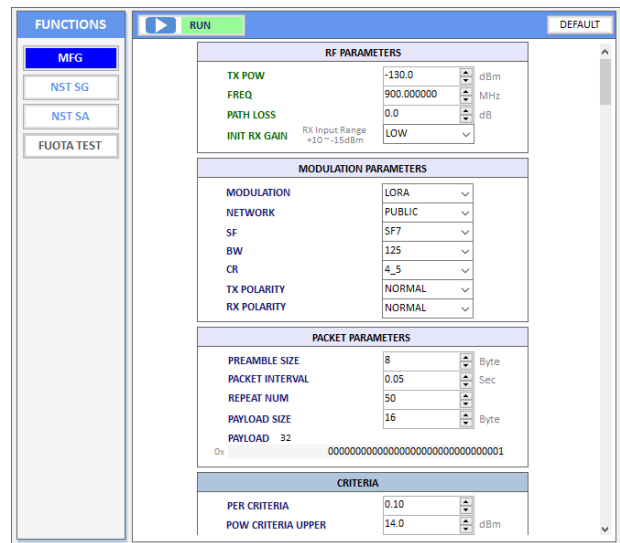 FUNCTIONS
RUN
DEFAULT
MFG
NST SG
NST SA
FUOTA TEST
RF PARAMETERS
TX POW -130.0 dBm
FREQ 900.000000 MHz
PATH LOSS 0.0 dB
INIT RX GAIN RX Input Range +10~-15dBm LOW
MODULATION PARAMETERS
MODULATION LORA
NETWORK PUBLIC
SF SF7
BW 125
CR 4_5
TX POLARITY NORMAL
RX POLARITY NORMAL
PACKET PARAMETERS
PREAMBLE SIZE 8 Byte
PACKET INTERVAL 0.05 Sec
REPEAT NUM 50
PAYLOAD SIZE 16 Byte
PAYLOAD 32
0x 00000000000000000000000000000001
CRITERIA
PER CRITERIA 0.10
POW CRITERIA UPPER 14.0 dBm